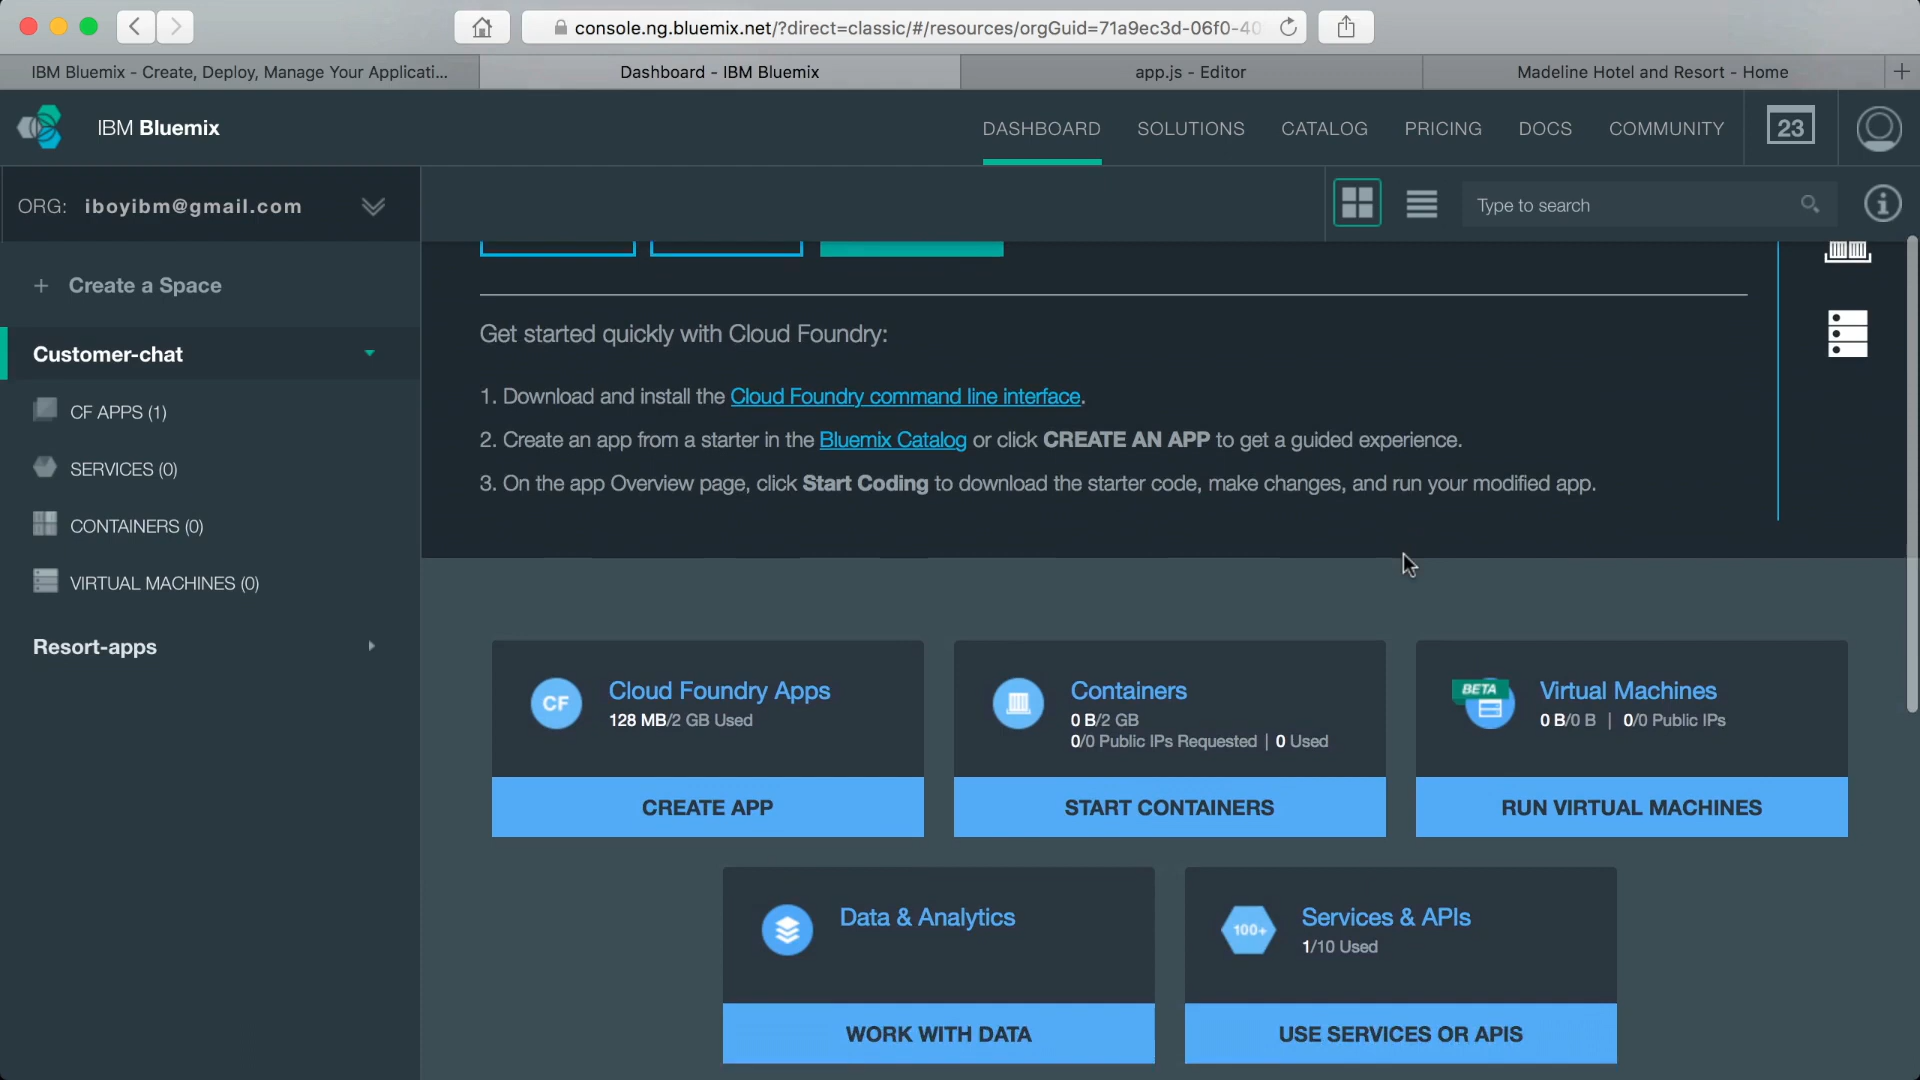 console.ng.bluemix.net/?direct=classic/#/resources/orgGuid=71a9ec3d-06f0-40
IBM Bluemix - Create, Deploy, Manage Your Applicati...
Dashboard - IBM Bluemix
app.js - Editor
Madeline Hotel and Resort - Home
IBM Bluemix
DASHBOARD
SOLUTIONS
CATALOG
PRICING
DOCS
COMMUNITY
23
ORG: iboyibm@gmail.com
Type to search
+ Create a Space
Customer-chat
CF APPS (1)
SERVICES (0)
CONTAINERS (0)
VIRTUAL MACHINES (0)
Resort-apps
Get started quickly with Cloud Foundry:
1. Download and install the Cloud Foundry command line interface.
2. Create an app from a starter in the Bluemix Catalog or click CREATE AN APP to get a guided experience.
3. On the app Overview page, click Start Coding to download the starter code, make changes, and run your modified app.
CF
Cloud Foundry Apps
128 MB/2 GB Used
CREATE APP
Containers
0 B/2 GB
0/0 Public IPs Requested | 0 Used
START CONTAINERS
BETA
Virtual Machines
0 B/0 B | 0/0 Public IPs
RUN VIRTUAL MACHINES
Data & Analytics
WORK WITH DATA
100+
Services & APIs
1/10 Used
USE SERVICES OR APIS